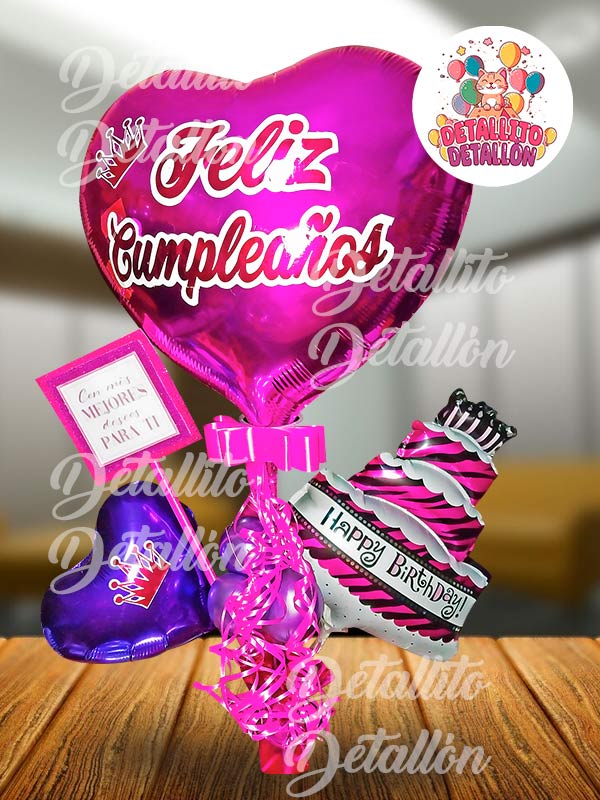 Detallito
Detallón
DETALLITO
DETALLÓN
Feliz
Cumpleaños
Detallito
Detallón
Con mis
MEJORES
deseos
PARA TI
Detallito
Detallón
HAPPY BIRTHDAY!
Detallito
Detallón